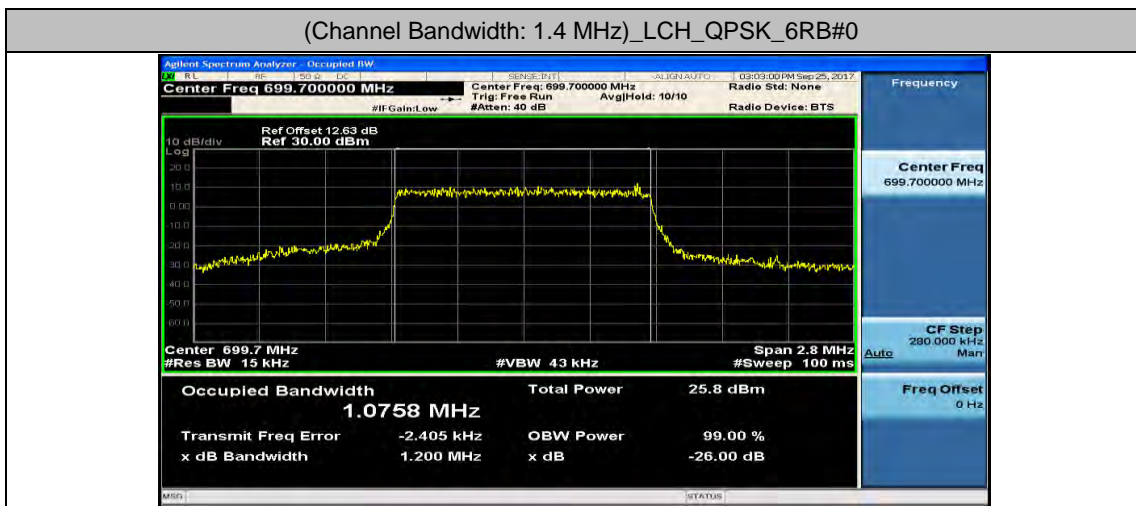 (Channel Bandwidth: 1.4 MHz)_LCH_QPSK_6RB#0
Agilent Spectrum Analyzer - Occupied BW
LXI RL RF 50 Ω DC SENSE:INT ALIGN AUTO 03:03:00 PM Sep 25, 2017
Center Freq 699.700000 MHz
Center Freq: 699.700000 MHz
Radio Std: None
Trig: Free Run Avg|Hold: 10/10
#IFGain:Low #Atten: 40 dB Radio Device: BTS
Frequency
Ref Offset 12.63 dB
10 dB/div Ref 30.00 dBm
Log
20.0
10.0
0.00
-10.0
-20.0
-30.0
-40.0
-50.0
-60.0
Center Freq
699.700000 MHz
Center 699.7 MHz Span 2.8 MHz
#Res BW 15 kHz #VBW 43 kHz #Sweep 100 ms
CF Step
280.000 kHz
Auto Man
Occupied Bandwidth Total Power 25.8 dBm
1.0758 MHz
Transmit Freq Error -2.405 kHz OBW Power 99.00 %
x dB Bandwidth 1.200 MHz x dB -26.00 dB
Freq Offset
0 Hz
MSG STATUS